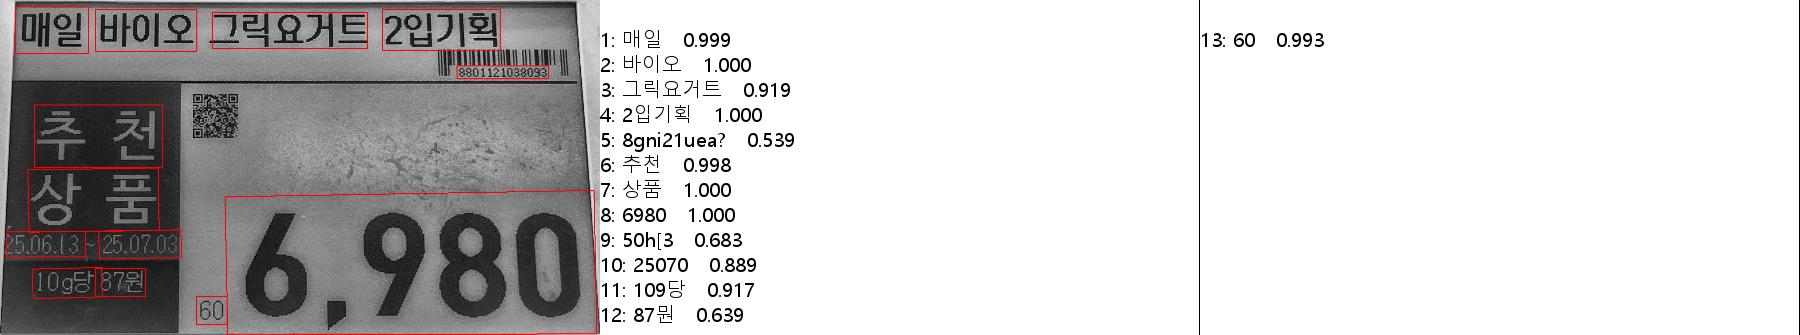 매일 바이오 그릭요거트 2입기획
8801121038093
추천
상품
25.06.13 ~ 25.07.03
10g당 87원
6,980
60
1: 매일 0.999
2: 바이오 1.000
3: 그릭요거트 0.919
4: 2입기획 1.000
5: 8gni21uea? 0.539
6: 추천 0.998
7: 상품 1.000
8: 6980 1.000
9: 50h[3 0.683
10: 25070 0.889
11: 109당 0.917
12: 87뭔 0.639
13: 60 0.993